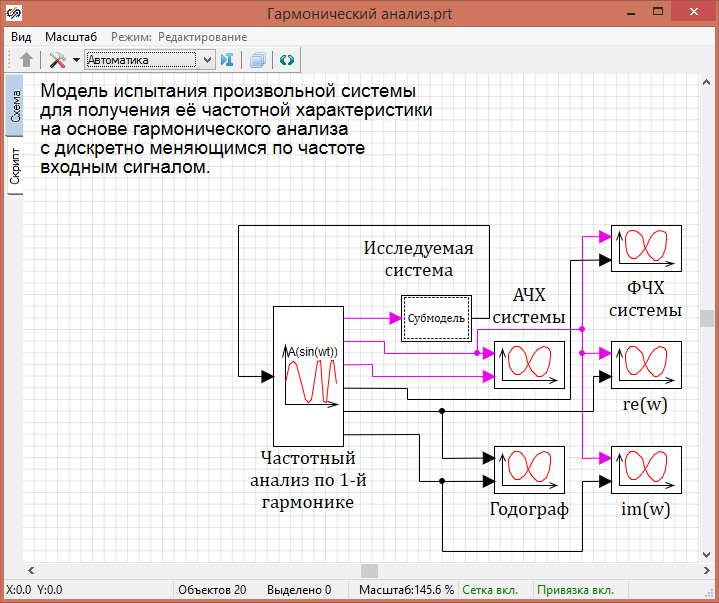 Гармонический анализ.prt
Вид Масштаб Режим: Редактирование
Автоматика
Схема
Скрипт
Модель испытания произвольной системы
для получения её частотной характеристики
на основе гармонического анализа
с дискретно меняющимся по частоте
входным сигналом.
Исследуемая
система
Субмодель
АЧХ
системы
ФЧХ
системы
A(sin(wt))
re(w)
Частотный
анализ по 1-й
гармонике
Годограф
im(w)
X:0.0 Y:0.0 Объектов 20 Выделено 0 Масштаб:145.6 % Сетка вкл. Привязка вкл.